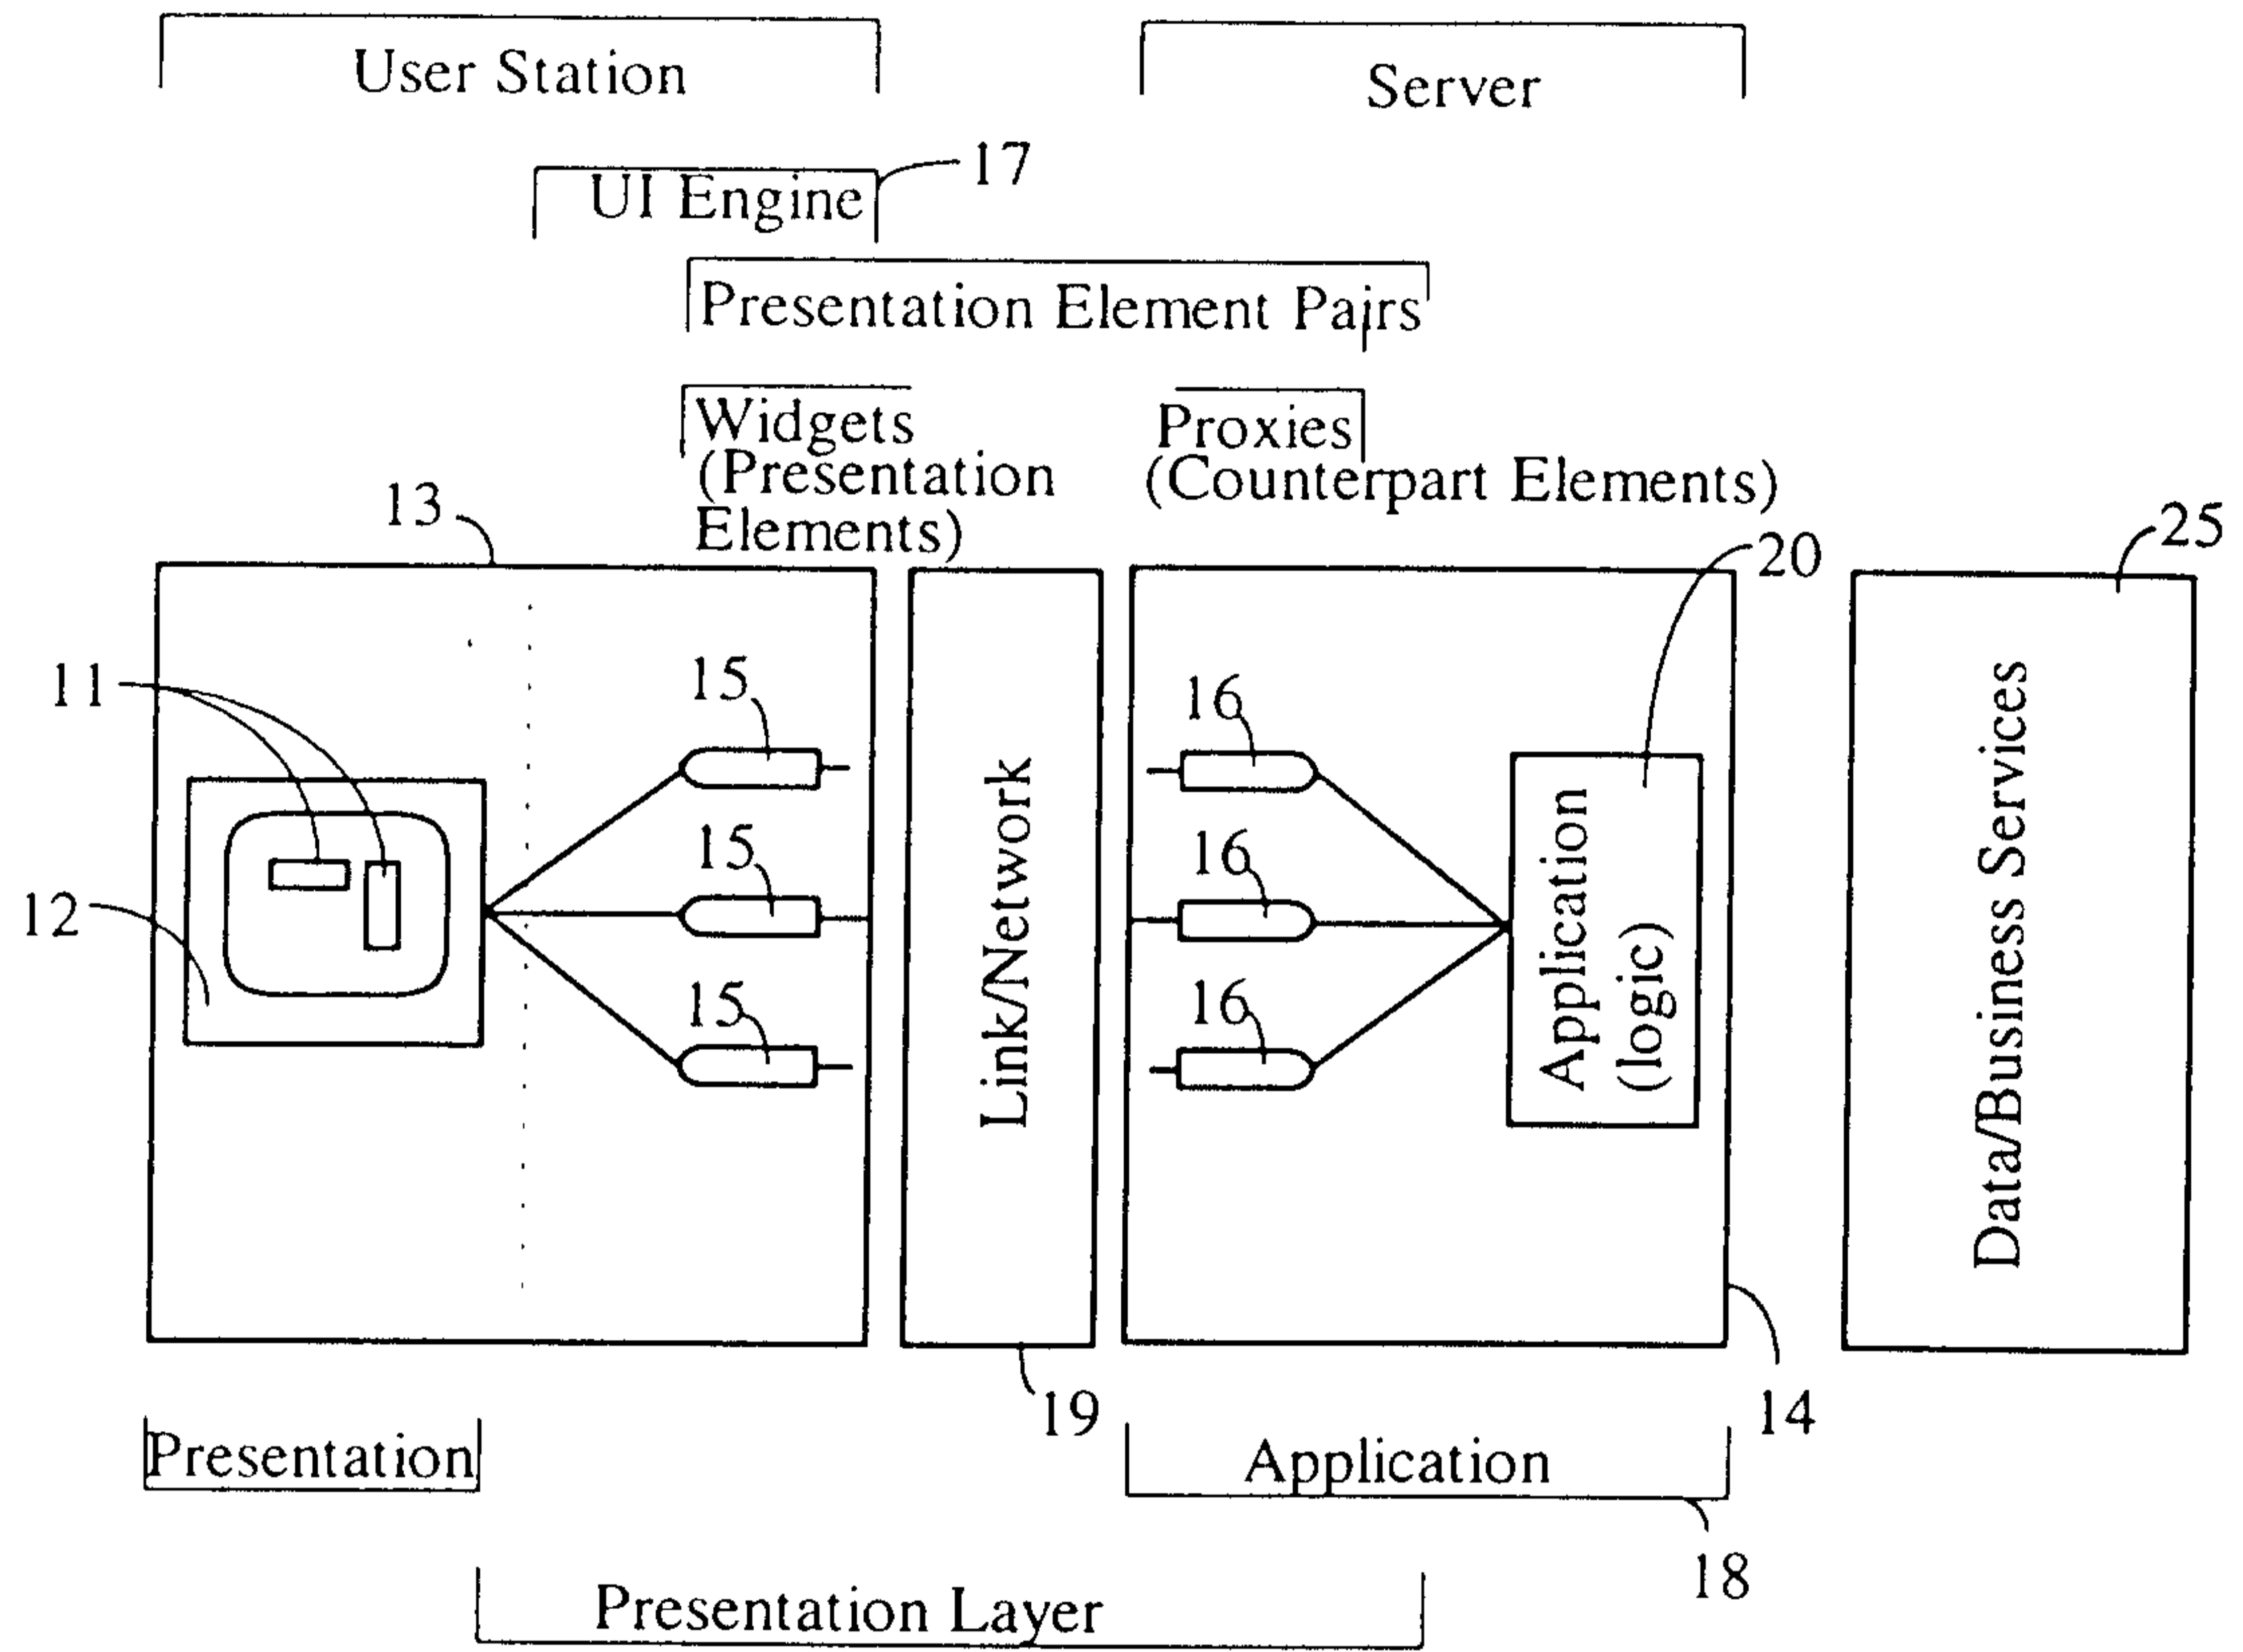 User Station
Server
17
UI Engine
Presentation Element Pairs
Widgets
(Presentation
Elements)
Proxies
(Counterpart Elements)
13
20
25
11
15
16
12
15
16
15
16
Link/Network
Application
(logic)
Data/Business Services
19
14
Presentation
Application
18
Presentation Layer